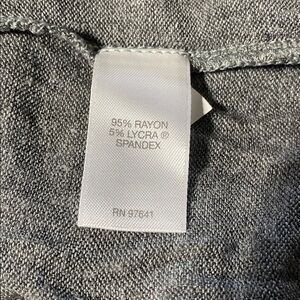 95% RAYON
5% LYCRA ®
SPANDEX
RN 97641